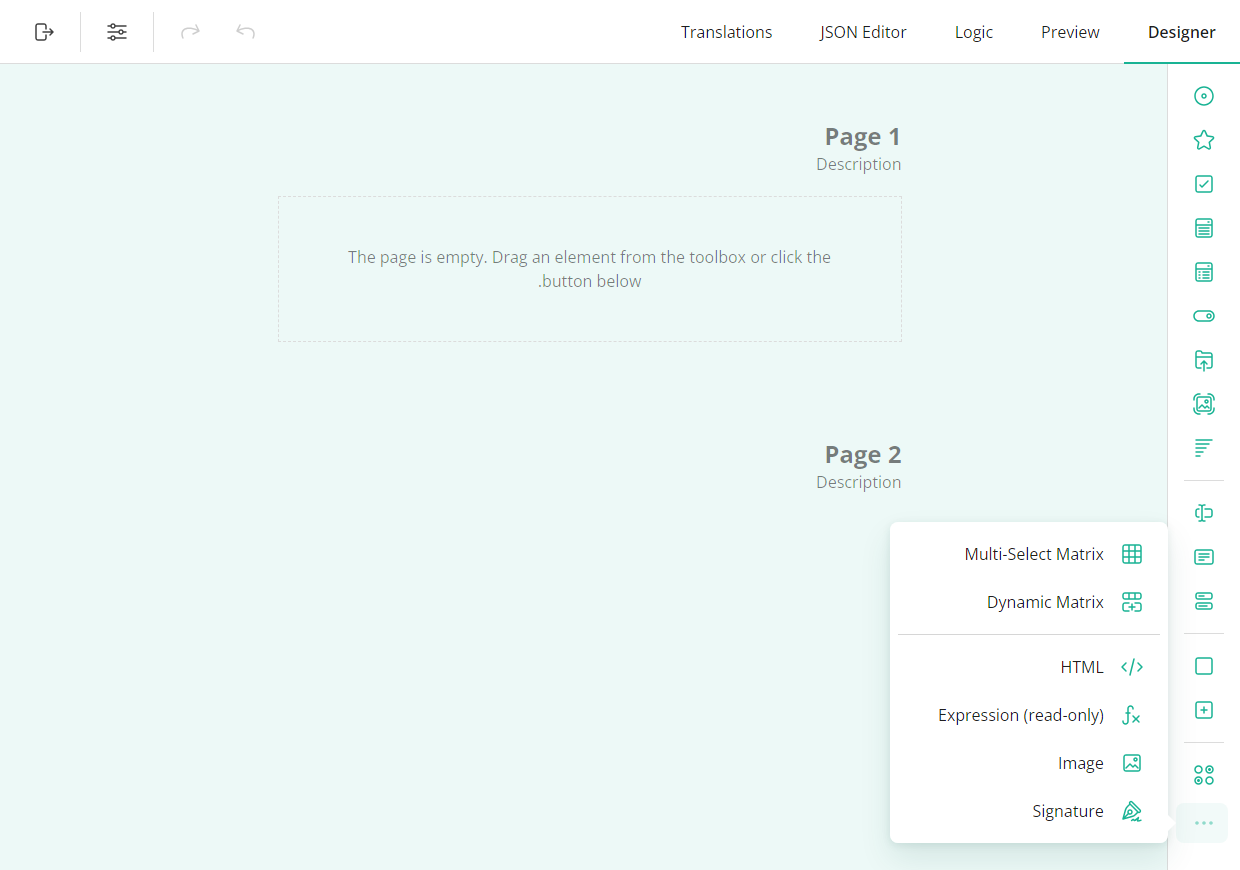 Translations
JSON Editor
Logic
Preview
Designer
Page 1
Description
The page is empty. Drag an element from the toolbox or click the
.button below
Page 2
Description
Multi-Select Matrix
Dynamic Matrix
HTML
Expression (read-only)
Image
Signature